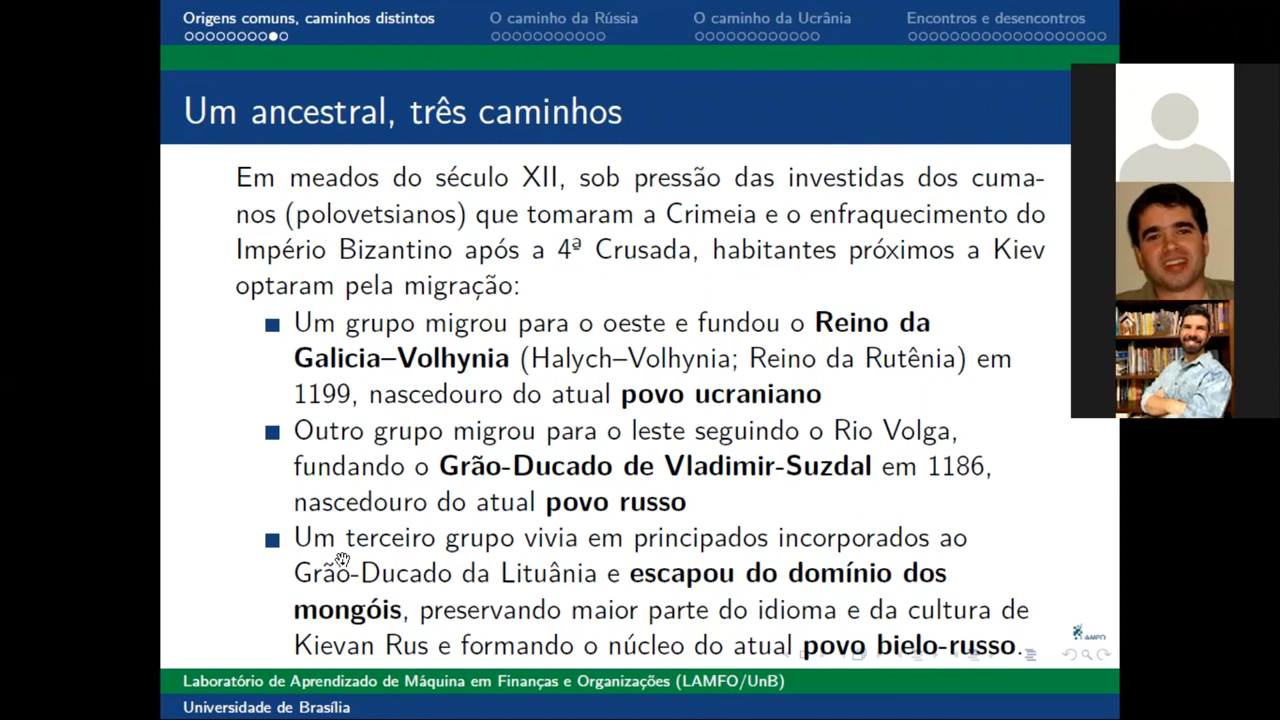 Origens comuns, caminhos distintos
O caminho da Rússia
O caminho da Ucrânia
Encontros e desencontros
Um ancestral, três caminhos
Em meados do século XII, sob pressão das investidas dos cuma-
nos (polovetsianos) que tomaram a Crimeia e o enfraquecimento do
Império Bizantino após a 4ª Crusada, habitantes próximos a Kiev
optaram pela migração:
Um grupo migrou para o oeste e fundou o Reino da
Galicia–Volhynia (Halych–Volhynia; Reino da Rutênia) em
1199, nascedouro do atual povo ucraniano
Outro grupo migrou para o leste seguindo o Rio Volga,
fundando o Grão-Ducado de Vladimir-Suzdal em 1186,
nascedouro do atual povo russo
Um terceiro grupo vivia em principados incorporados ao
Grão-Ducado da Lituânia e escapou do domínio dos
mongóis, preservando maior parte do idioma e da cultura de
Kievan Rus e formando o núcleo do atual povo bielo-russo.
LAMFO
Laboratório de Aprendizado de Máquina em Finanças e Organizações (LAMFO/UnB)
Universidade de Brasília